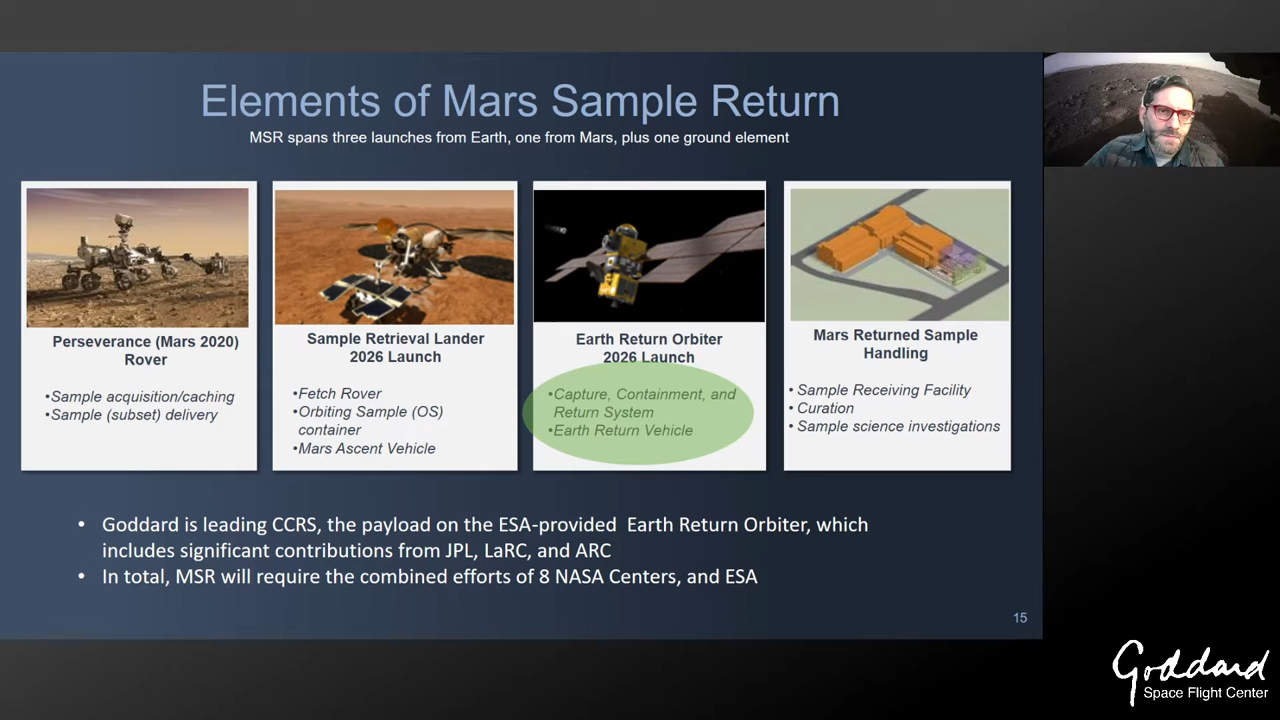 Elements of Mars Sample Return
MSR spans three launches from Earth, one from Mars, plus one ground element
Perseverance (Mars 2020)
Rover
•Sample acquisition/caching
•Sample (subset) delivery
Sample Retrieval Lander
2026 Launch
•Fetch Rover
•Orbiting Sample (OS)
container
•Mars Ascent Vehicle
Earth Return Orbiter
2026 Launch
•Capture, Containment, and
Return System
•Earth Return Vehicle
Mars Returned Sample
Handling
• Sample Receiving Facility
• Curation
• Sample science investigations
• Goddard is leading CCRS, the payload on the ESA-provided Earth Return Orbiter, which
includes significant contributions from JPL, LaRC, and ARC
• In total, MSR will require the combined efforts of 8 NASA Centers, and ESA
15
Goddard
Space Flight Center